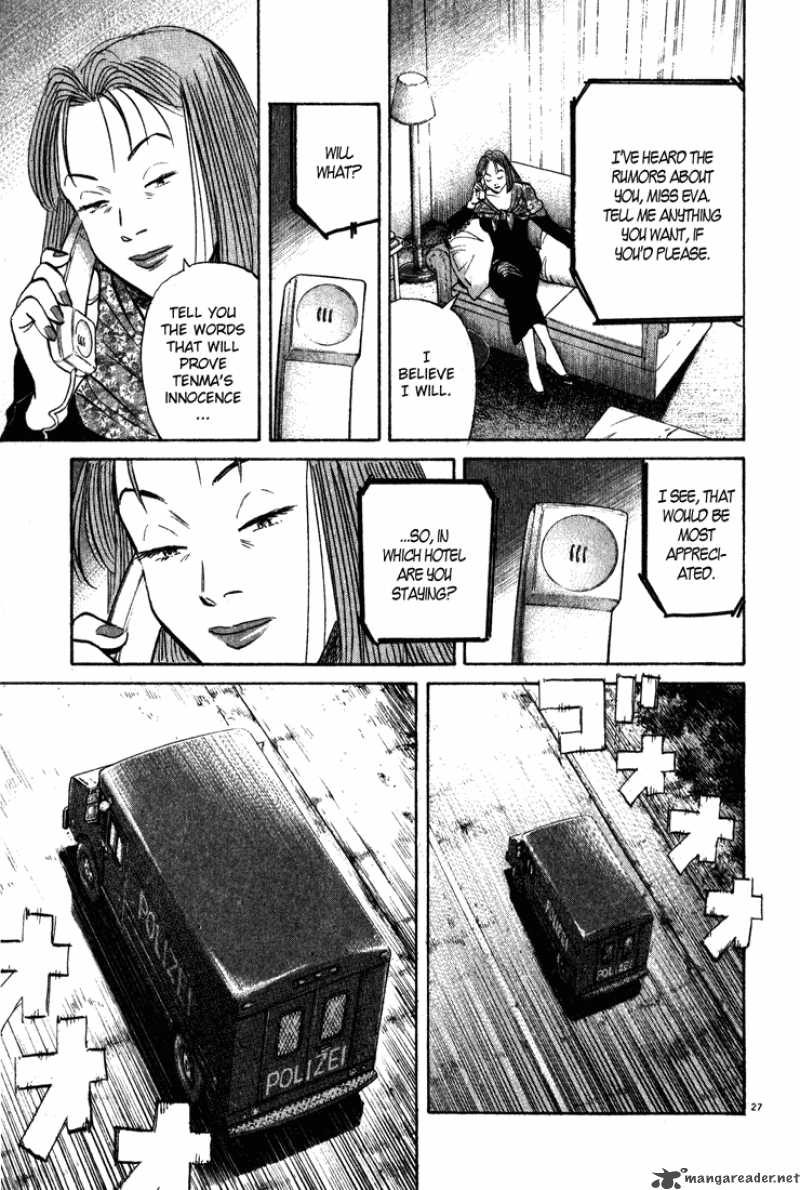 I'VE HEARD THE
RUMORS ABOUT
YOU, MISS EVA.
TELL ME ANYTHING
YOU WANT, IF
YOU'D PLEASE.
I
BELIEVE
I WILL.
WILL
WHAT?
TELL YOU
THE WORDS
THAT WILL
PROVE
TENMA'S
INNOCENCE
...
I SEE, THAT
WOULD BE
MOST
APPRECI-
ATED.
...SO, IN
WHICH HOTEL
ARE YOU
STAYING?
ゴオオオ
POLIZEI
POLIZEI
オオオ
POLIZEI
POLIZEI
27
mangareader.net